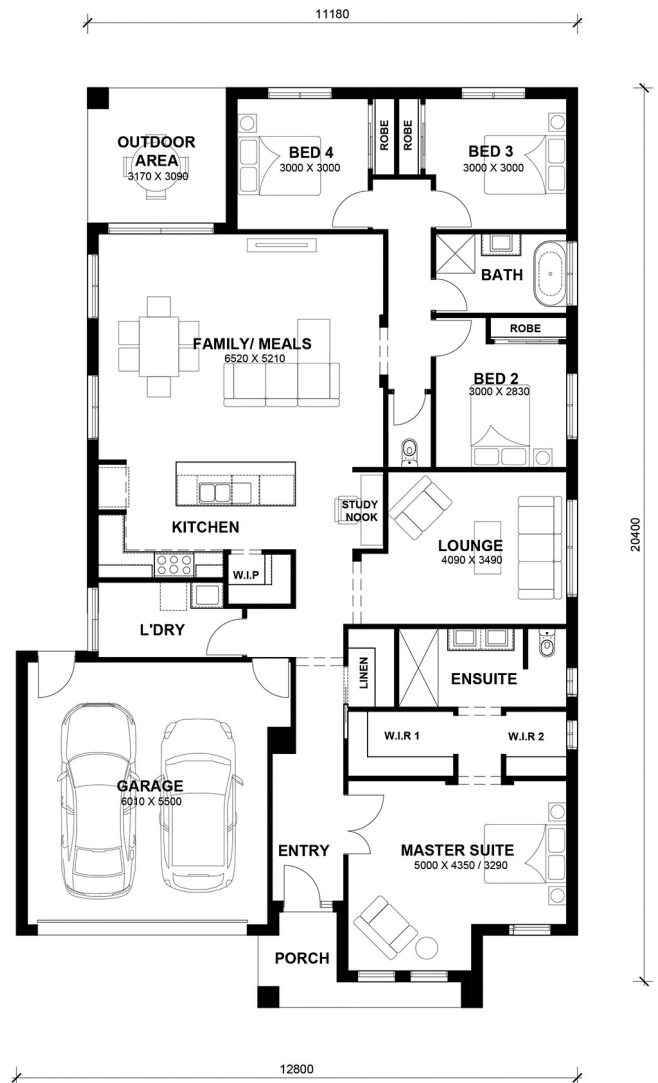 11180
OUTDOOR
AREA
3170 X 3090
BED 4
3000 X 3000
ROBE
ROBE
BED 3
3000 X 3000
BATH
FAMILY/ MEALS
6520 X 5210
ROBE
BED 2
3000 X 2830
STUDY
NOOK
KITCHEN
LOUNGE
4090 X 3490
20400
W.I.P
L'DRY
LINEN
ENSUITE
W.I.R 1
W.I.R 2
GARAGE
6010 X 5500
ENTRY
MASTER SUITE
5000 X 4350 / 3290
PORCH
12800